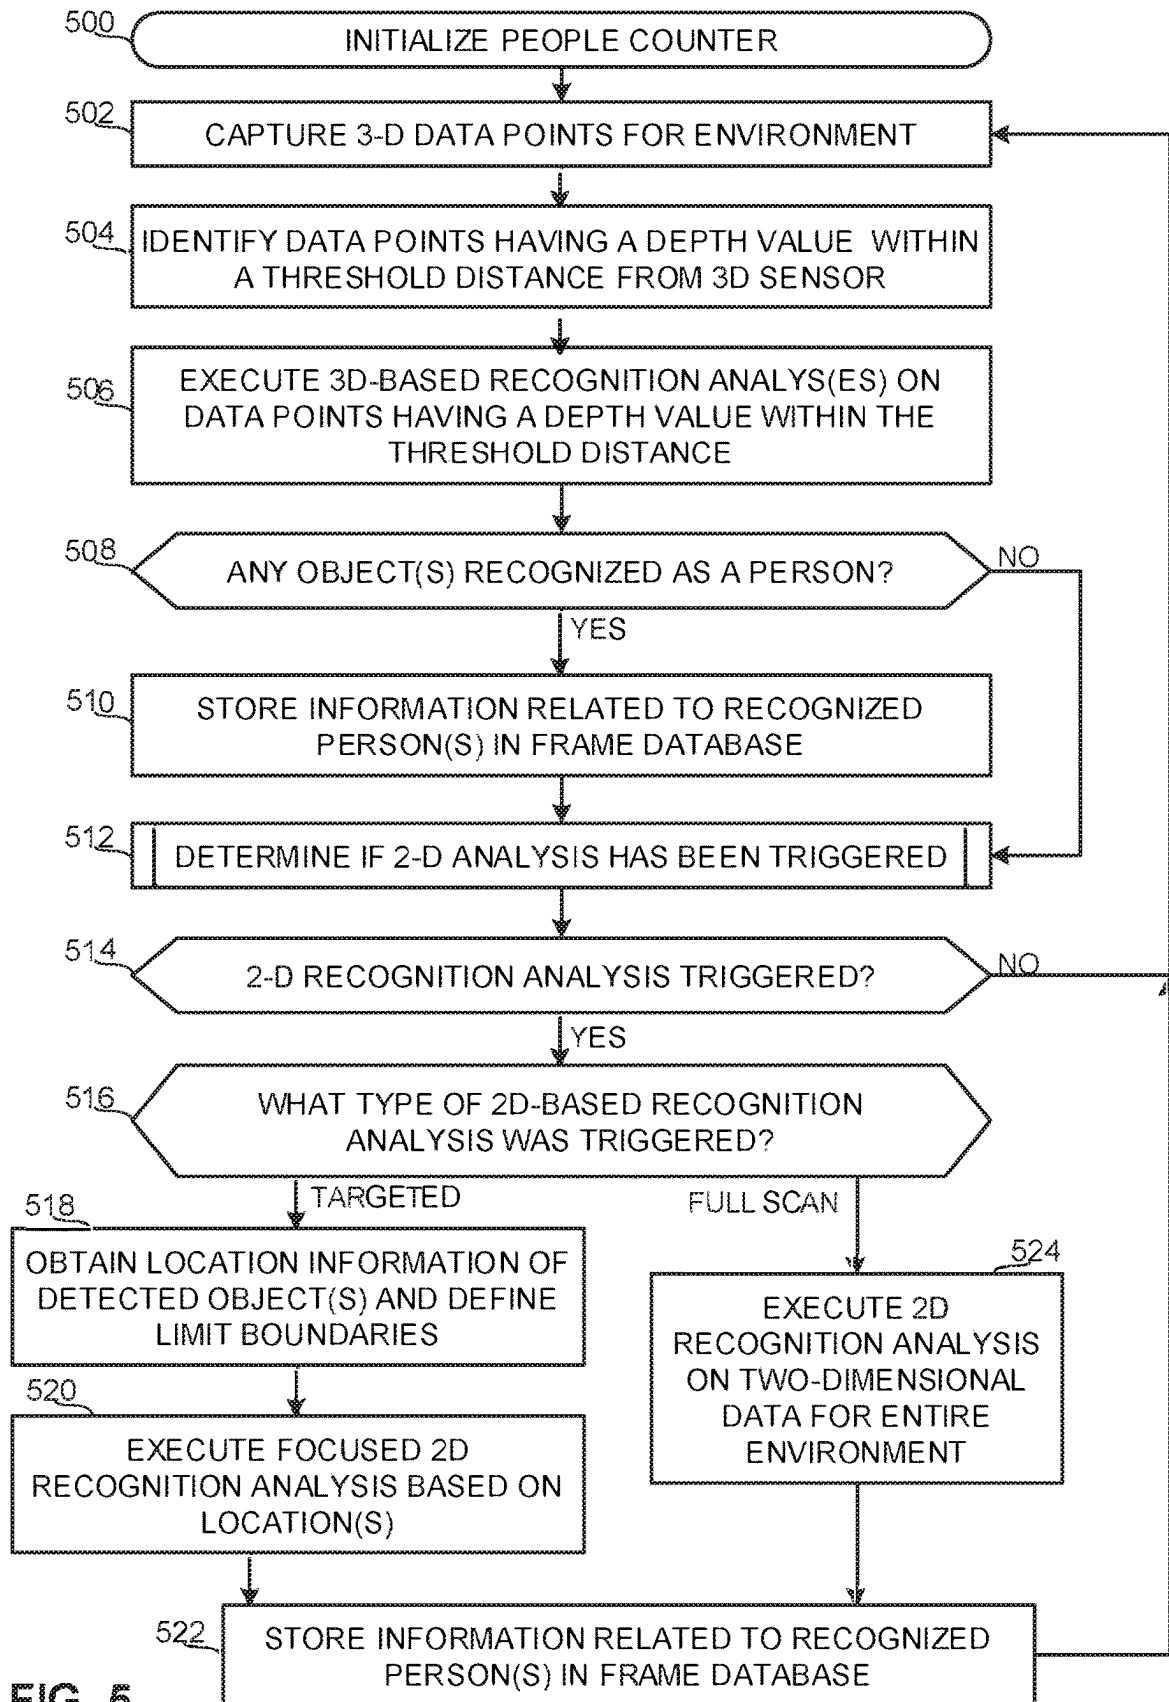 500
INITIALIZE PEOPLE COUNTER
502
CAPTURE 3-D DATA POINTS FOR ENVIRONMENT
504
IDENTIFY DATA POINTS HAVING A DEPTH VALUE WITHIN
A THRESHOLD DISTANCE FROM 3D SENSOR
506
EXECUTE 3D-BASED RECOGNITION ANALYS(ES) ON
DATA POINTS HAVING A DEPTH VALUE WITHIN THE
THRESHOLD DISTANCE
508
ANY OBJECT(S) RECOGNIZED AS A PERSON?
NO
YES
510
STORE INFORMATION RELATED TO RECOGNIZED
PERSON(S) IN FRAME DATABASE
512
DETERMINE IF 2-D ANALYSIS HAS BEEN TRIGGERED
514
2-D RECOGNITION ANALYSIS TRIGGERED?
NO
YES
516
WHAT TYPE OF 2D-BASED RECOGNITION
ANALYSIS WAS TRIGGERED?
TARGETED
FULL SCAN
518
OBTAIN LOCATION INFORMATION OF
DETECTED OBJECT(S) AND DEFINE
LIMIT BOUNDARIES
520
EXECUTE FOCUSED 2D
RECOGNITION ANALYSIS BASED ON
LOCATION(S)
524
EXECUTE 2D
RECOGNITION ANALYSIS
ON TWO-DIMENSIONAL
DATA FOR ENTIRE
ENVIRONMENT
522
STORE INFORMATION RELATED TO RECOGNIZED
PERSON(S) IN FRAME DATABASE
FIG. 5